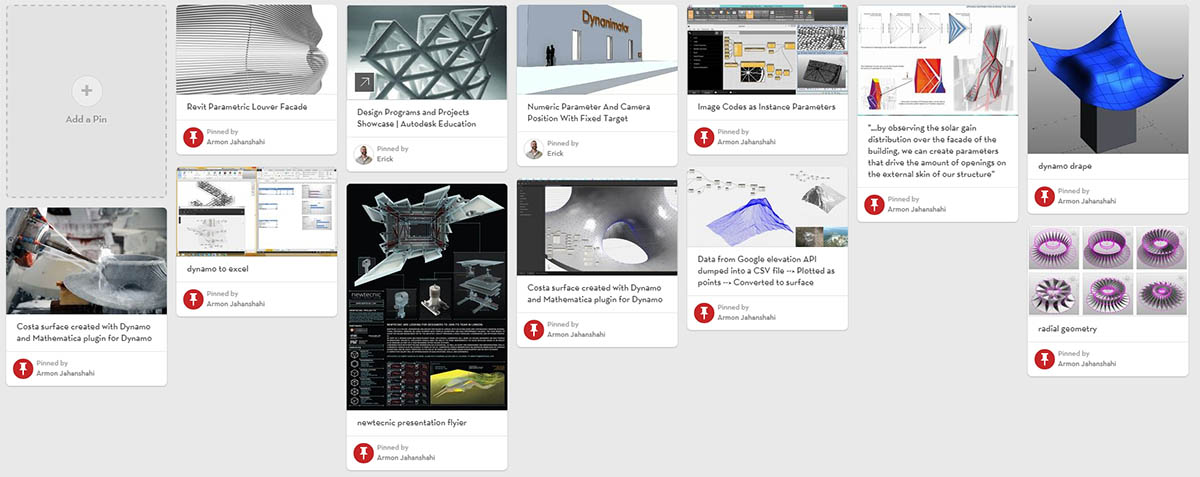 Add a Pin
Costa surface created with Dynamo
and Mathematica plugin for Dynamo
Pinned by
Armon Jahanshahi
Revit Parametric Louver Facade
Pinned by
Armon Jahanshahi
dynamo to excel
Pinned by
Armon Jahanshahi
Design Programs and Projects
Showcase | Autodesk Education
Pinned by
Erick
newtecnic
newtecnic presentation flyier
Pinned by
Armon Jahanshahi
Dynanimator
Numeric Parameter And Camera
Position With Fixed Target
Pinned by
Erick
Costa surface created with Dynamo
and Mathematica plugin for Dynamo
Pinned by
Armon Jahanshahi
Image Codes as Instance Parameters
Pinned by
Armon Jahanshahi
Data from Google elevation API
dumped into a CSV file --> Plotted as
points --> Converted to surface
Pinned by
Armon Jahanshahi
"...by observing the solar gain
distribution over the facade of the
building, we can create parameters
that drive the amount of openings on
the external skin of our structure"
Pinned by
Armon Jahanshahi
dynamo drape
Pinned by
Armon Jahanshahi
radial geometry
Pinned by
Armon Jahanshahi